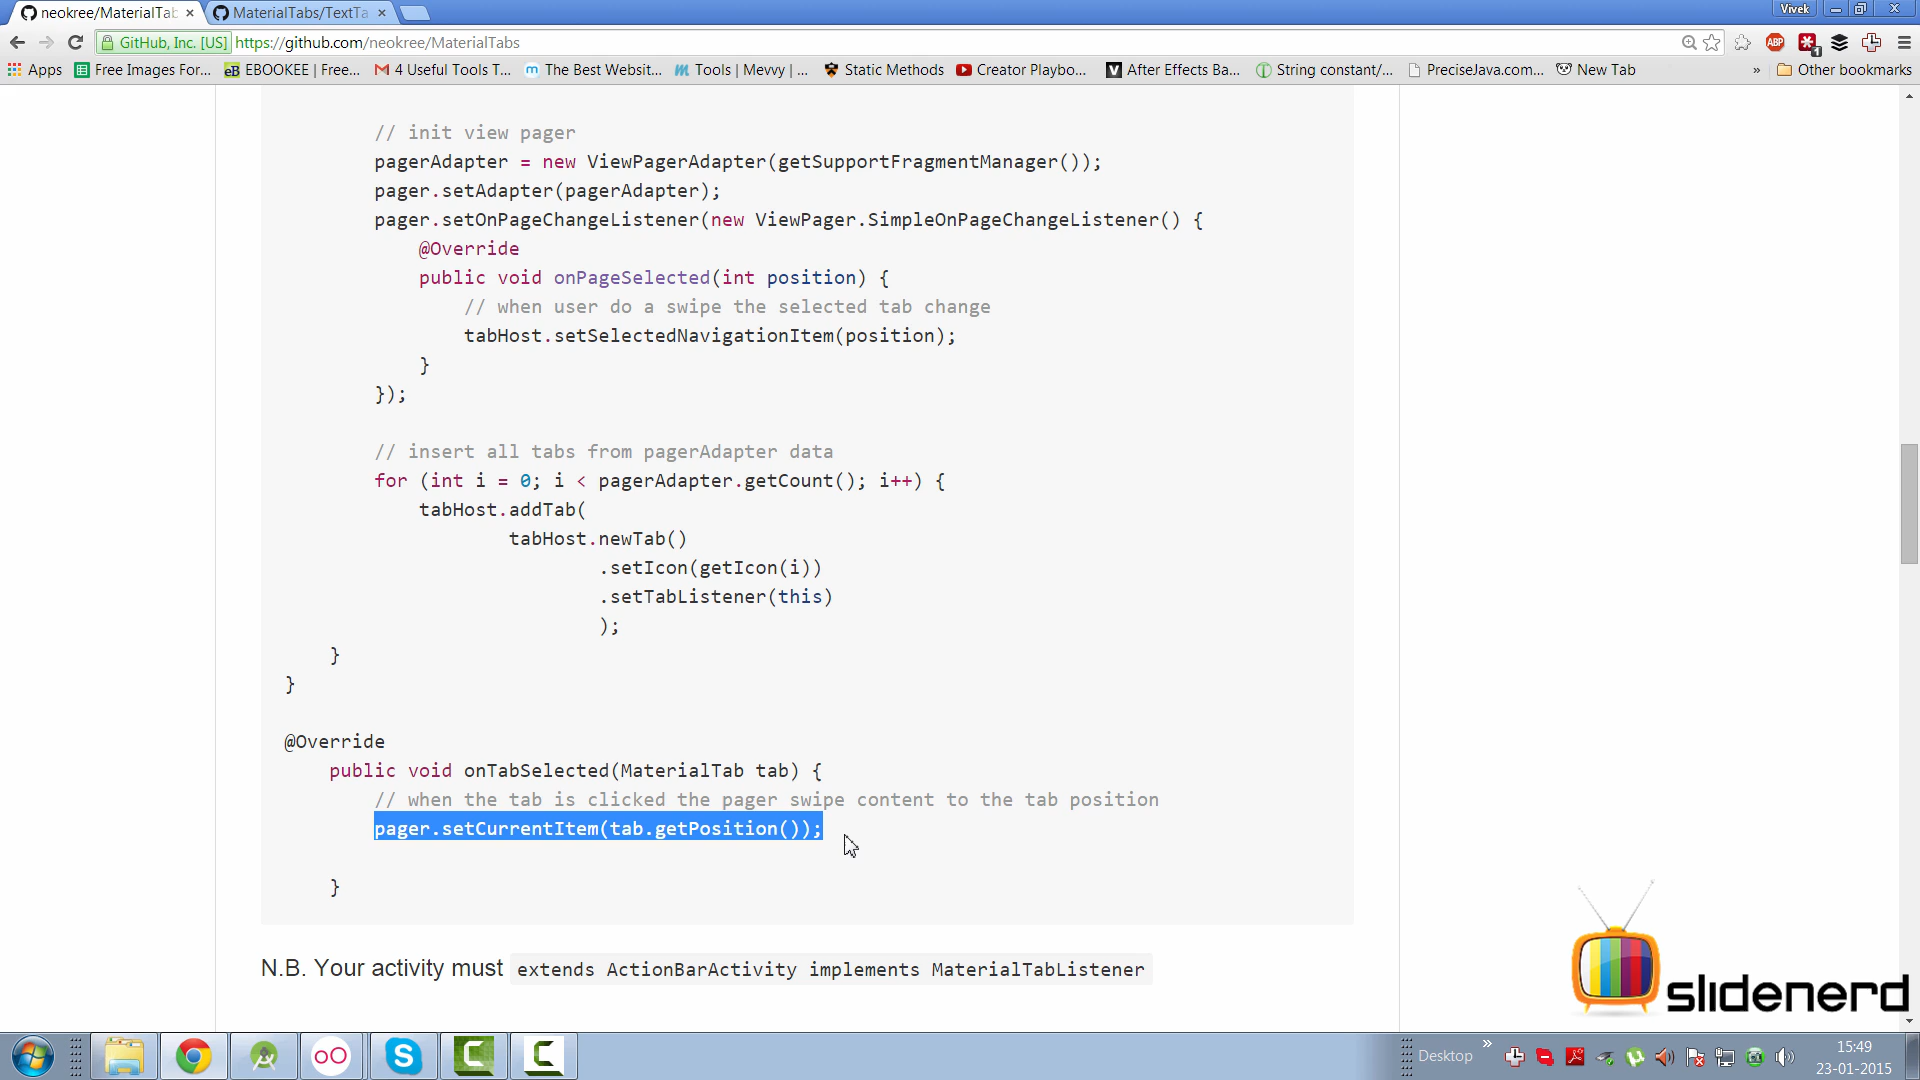 neokree/MaterialTab
MaterialTabs/TextTa
Vivek
GitHub, Inc. [US] https://github.com/neokree/MaterialTabs
ABP
1
Apps Free Images For... EBOOKEE | Free... 4 Useful Tools T... The Best Websit... Tools | Mevvy | ... Static Methods Creator Playbo... After Effects Ba... String constant/... PreciseJava.com... New Tab » Other bookmarks
// init view pager
pagerAdapter = new ViewPagerAdapter(getSupportFragmentManager());
pager.setAdapter(pagerAdapter);
pager.setOnPageChangeListener(new ViewPager.SimpleOnPageChangeListener() {
@Override
public void onPageSelected(int position) {
// when user do a swipe the selected tab change
tabHost.setSelectedNavigationItem(position);
}
});
// insert all tabs from pagerAdapter data
for (int i = 0; i < pagerAdapter.getCount(); i++) {
tabHost.addTab(
tabHost.newTab()
.setIcon(getIcon(i))
.setTabListener(this)
);
}
}
@Override
public void onTabSelected(MaterialTab tab) {
// when the tab is clicked the pager swipe content to the tab position
pager.setCurrentItem(tab.getPosition());
}
N.B. Your activity must extends ActionBarActivity implements MaterialTabListener
slidenerd
Desktop »
15:49
23-01-2015